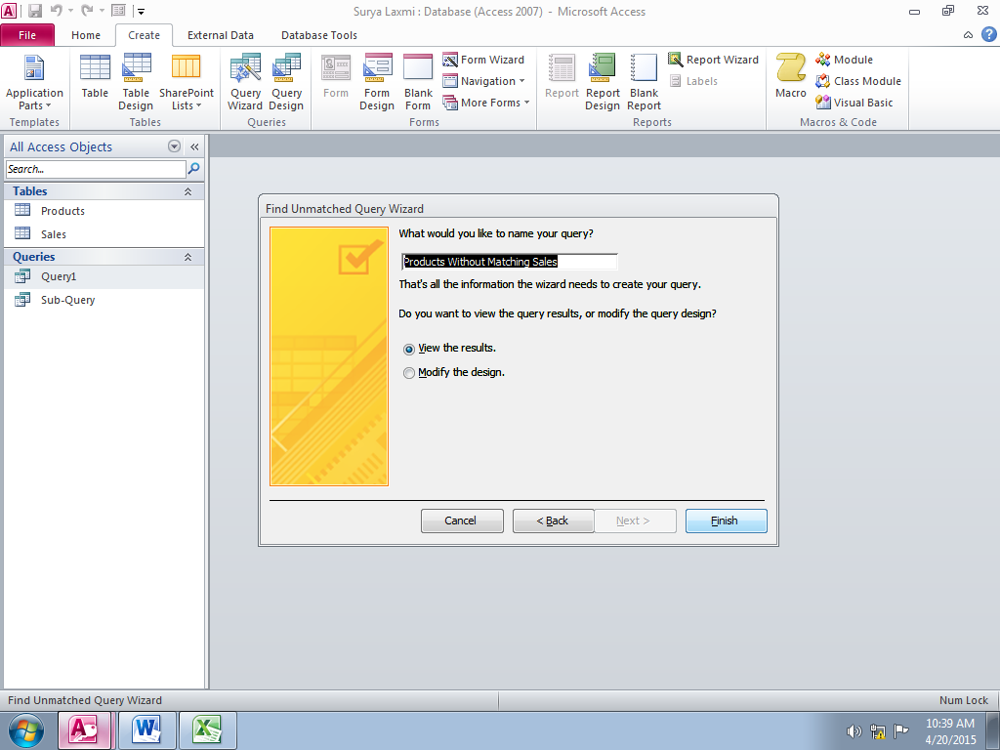 Surya Laxmi : Database (Access 2007) - Microsoft Access
File Home Create External Data Database Tools
Application Parts
Templates
Table
Table Design
SharePoint Lists
Tables
Query Wizard
Query Design
Queries
Form
Form Design
Blank Form
Form Wizard
Navigation
More Forms
Forms
Report
Report Design
Blank Report
Report Wizard
Labels
Reports
Macro
Module
Class Module
Visual Basic
Macros & Code
All Access Objects
Search...
Tables
Products
Sales
Queries
Query1
Sub-Query
Find Unmatched Query Wizard
What would you like to name your query?
Products Without Matching Sales
That's all the information the wizard needs to create your query.
Do you want to view the query results, or modify the query design?
View the results.
Modify the design.
Cancel < Back Next > Finish
Find Unmatched Query Wizard
Num Lock
10:39 AM
4/20/2015